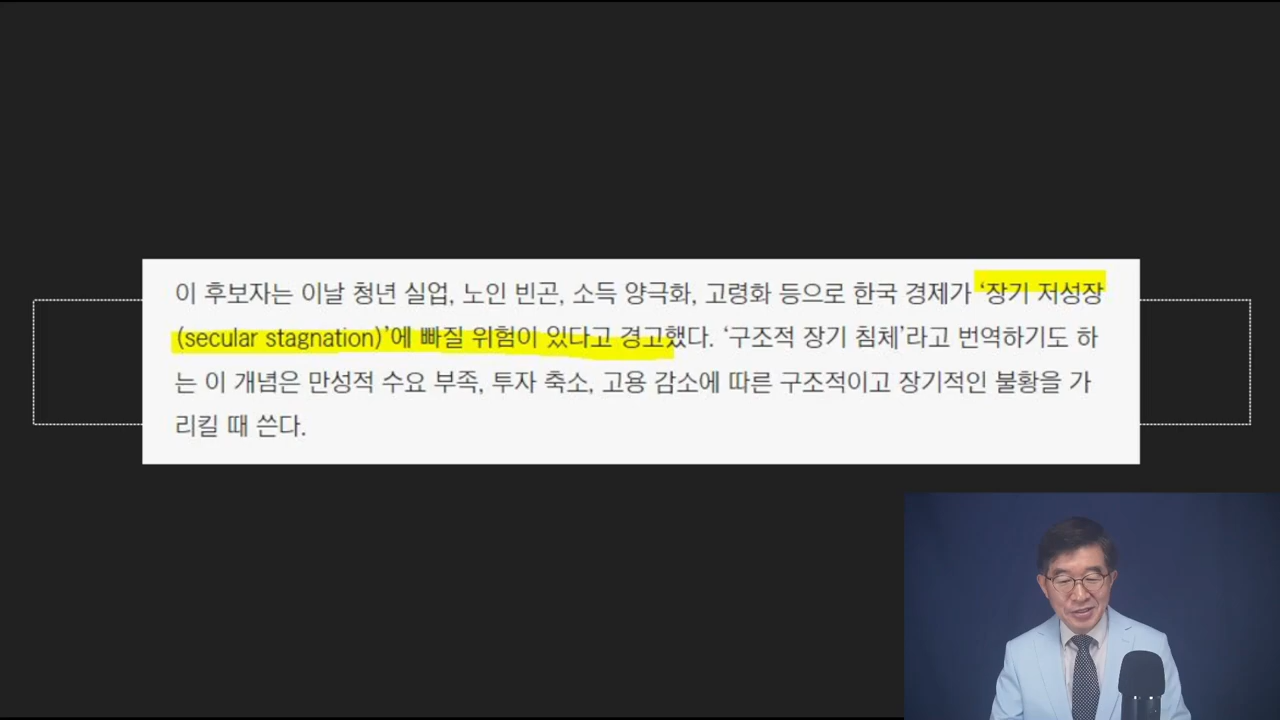 이 후보자는 이날 청년 실업, 노인 빈곤, 소득 양극화, 고령화 등으로 한국 경제가 ‘장기 저성장
(secular stagnation)’에 빠질 위험이 있다고 경고했다. ‘구조적 장기 침체’라고 번역하기도 하
는 이 개념은 만성적 수요 부족, 투자 축소, 고용 감소에 따른 구조적이고 장기적인 불황을 가
리킬 때 쓴다.